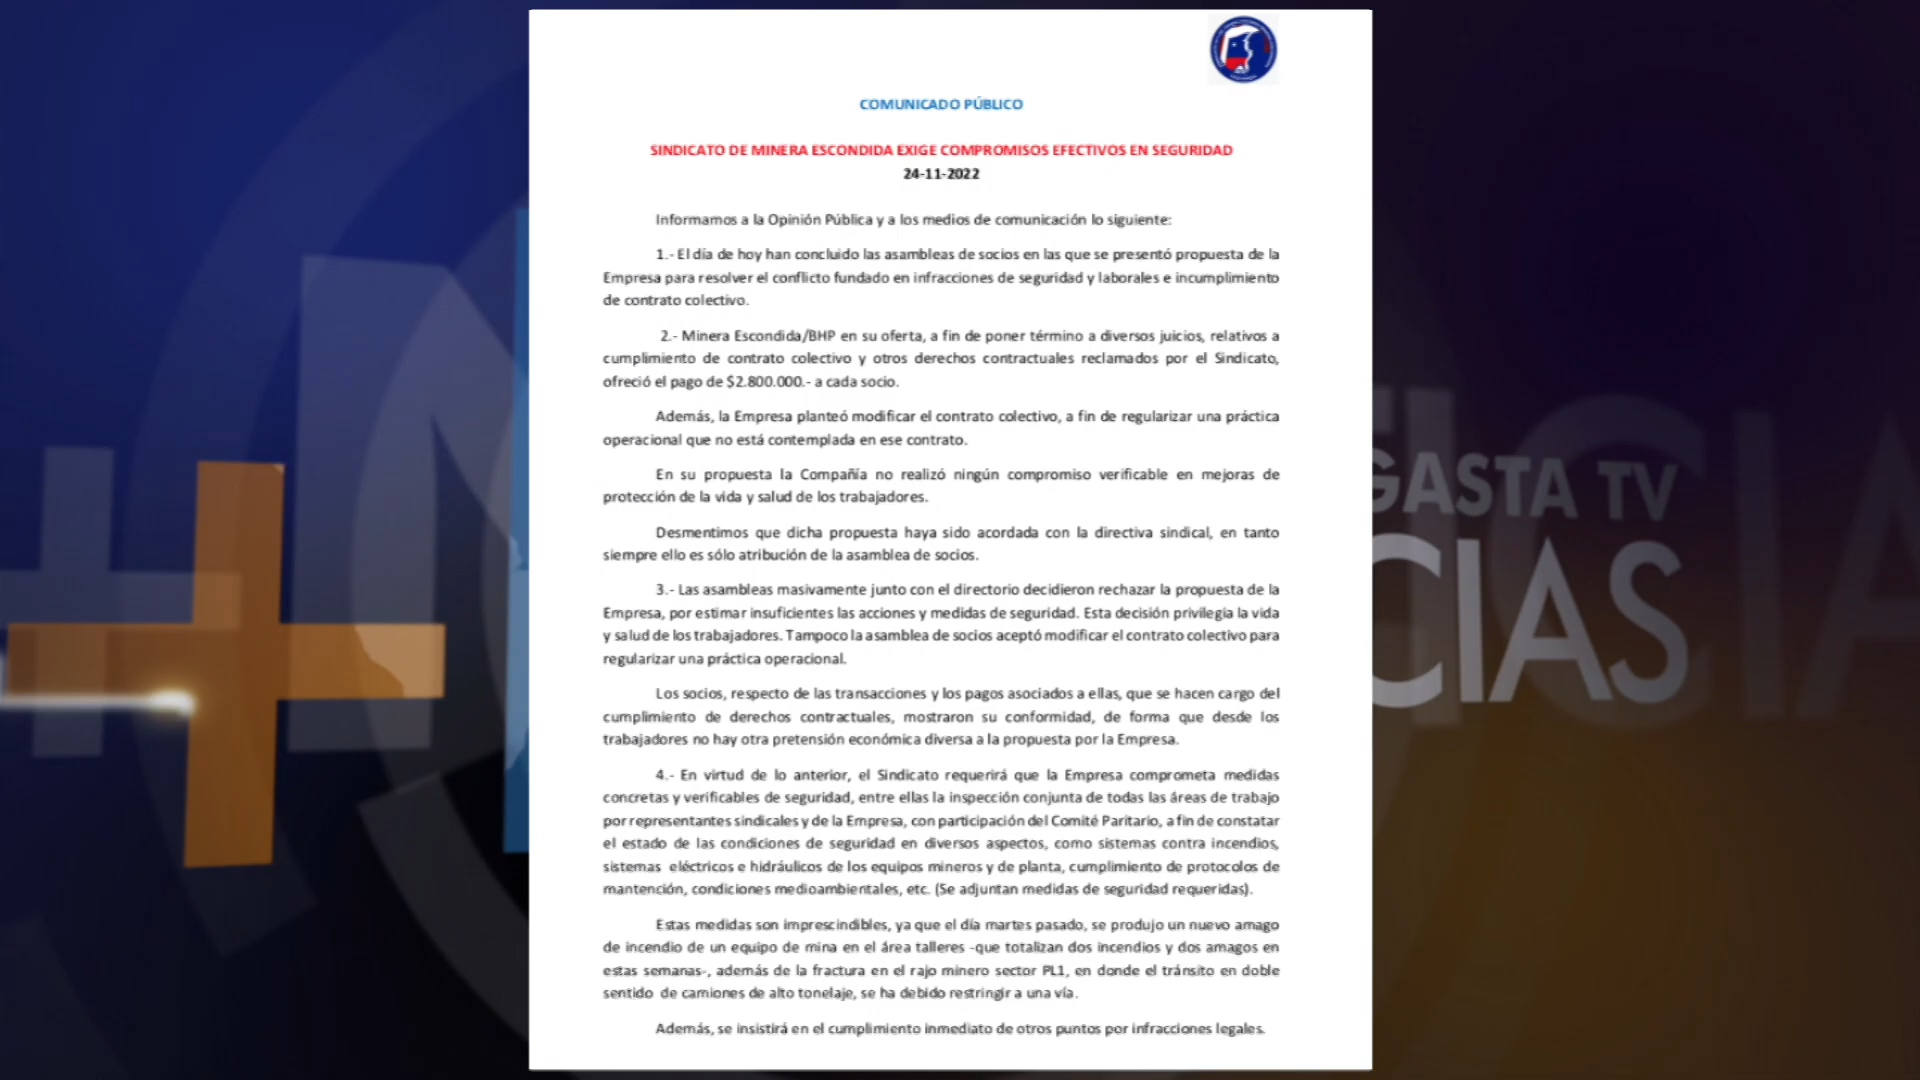 COMUNICADO PÚBLICO
SINDICATO DE MINERA ESCONDIDA EXIGE COMPROMISOS EFECTIVOS EN SEGURIDAD
24-11-2022
Informamos a la Opinión Pública y a los medios de comunicación lo siguiente:
1.- El día de hoy han concluido las asambleas de socios en las que se presentó propuesta de la
Empresa para resolver el conflicto fundado en infracciones de seguridad y laborales e incumplimiento
de contrato colectivo.
2.- Minera Escondida/BHP en su oferta, a fin de poner término a diversos juicios, relativos a
cumplimiento de contrato colectivo y otros derechos contractuales reclamados por el Sindicato,
ofreció el pago de $2.800.000.- a cada socio.
Además, la Empresa planteó modificar el contrato colectivo, a fin de regularizar una práctica
operacional que no está contemplada en ese contrato.
En su propuesta la Compañía no realizó ningún compromiso verificable en mejoras de
protección de la vida y salud de los trabajadores.
Desmentimos que dicha propuesta haya sido acordada con la directiva sindical, en tanto
siempre ello es sólo atribución de la asamblea de socios.
3.- Las asambleas masivamente junto con el directorio decidieron rechazar la propuesta de la
Empresa, por estimar insuficientes las acciones y medidas de seguridad. Esta decisión privilegia la vida
y salud de los trabajadores. Tampoco la asamblea de socios aceptó modificar el contrato colectivo para
regularizar una práctica operacional.
Los socios, respecto de las transacciones y los pagos asociados a ellas, que se hacen cargo del
cumplimiento de derechos contractuales, mostraron su conformidad, de forma que desde los
trabajadores no hay otra pretensión económica diversa a la propuesta por la Empresa.
4.- En virtud de lo anterior, el Sindicato requerirá que la Empresa comprometa medidas
concretas y verificables de seguridad, entre ellas la inspección conjunta de todas las áreas de trabajo
por representantes sindicales y de la Empresa, con participación del Comité Paritario, a fin de constatar
el estado de las condiciones de seguridad en diversos aspectos, como sistemas contra incendios,
sistemas eléctricos e hidráulicos de los equipos mineros y de planta, cumplimiento de protocolos de
mantención, condiciones medioambientales, etc. (Se adjuntan medidas de seguridad requeridas).
Estas medidas son imprescindibles, ya que el día martes pasado, se produjo un nuevo amago
de incendio de un equipo de mina en el área talleres -que totalizan dos incendios y dos amagos en
estas semanas-, además de la fractura en el rajo minero sector PL1, en donde el tránsito en doble
sentido de camiones de alto tonelaje, se ha debido restringir a una vía.
Además, se insistirá en el cumplimiento inmediato de otros puntos por infracciones legales.
GASTA TV
CIAS